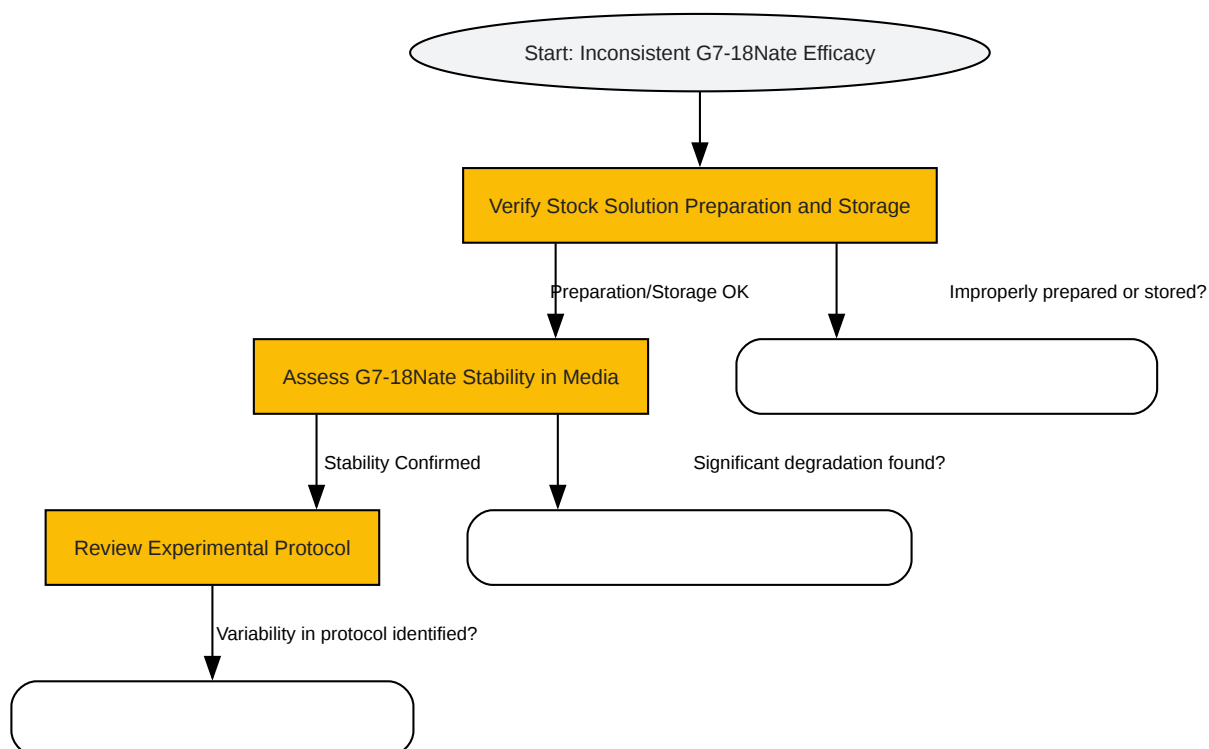 Start: Inconsistent G7-18Nate Efficacy
Verify Stock Solution Preparation and Storage
Preparation/Storage OK
Improperly prepared or stored?
Assess G7-18Nate Stability in Media
Stability Confirmed
Significant degradation found?
Review Experimental Protocol
Variability in protocol identified?